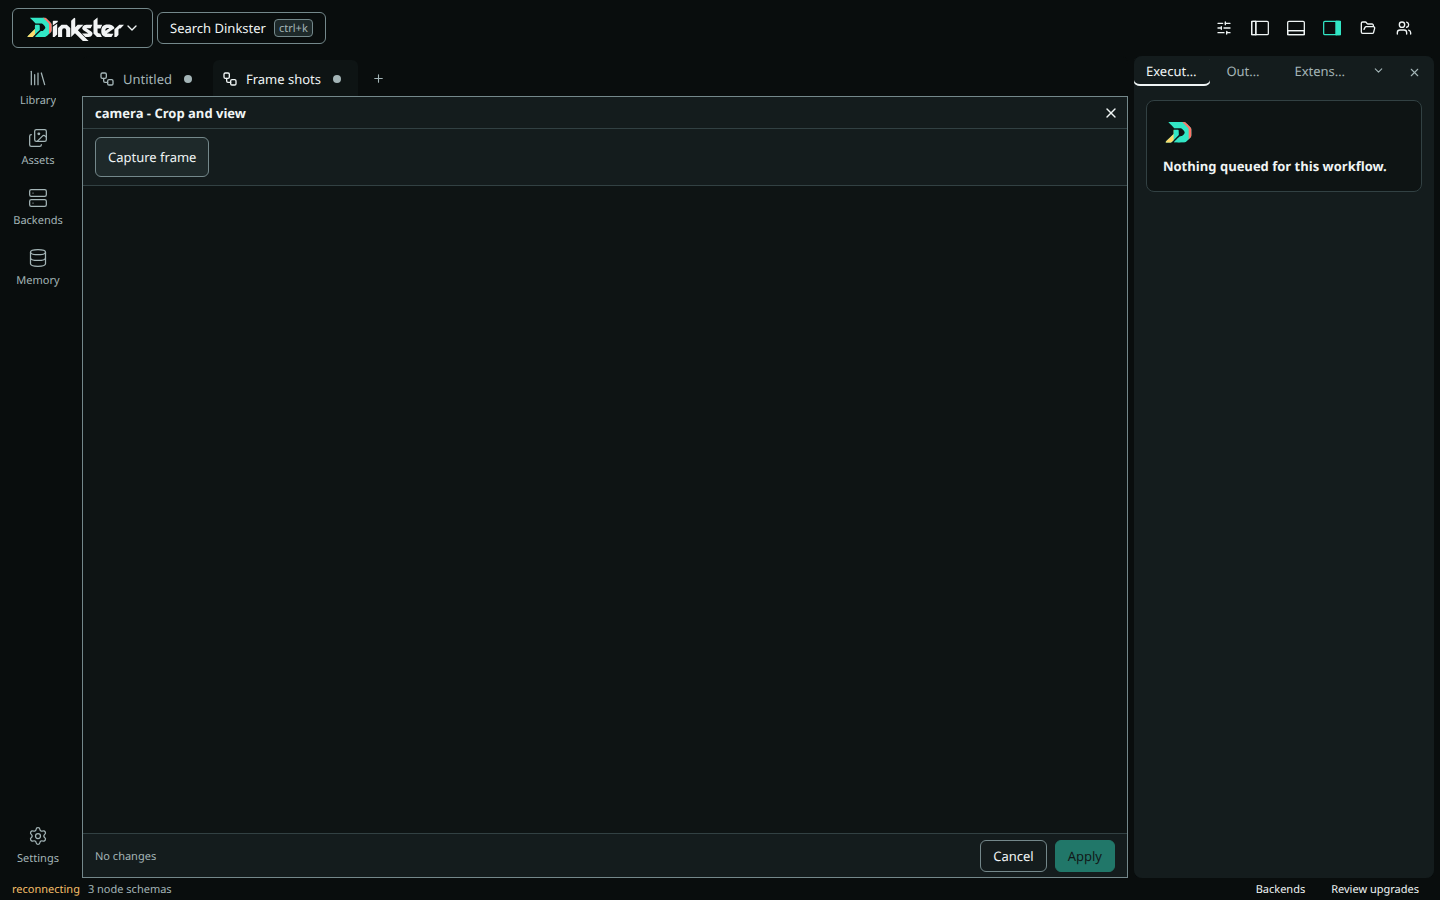 Dinkster
Search Dinkster ctrl+k
Library
Assets
Backends
Memory
Settings
Untitled
Frame shots
camera - Crop and view
Capture frame
No changes
Cancel
Apply
Execut...
Out...
Extens...
Nothing queued for this workflow.
reconnecting 3 node schemas
Backends
Review upgrades